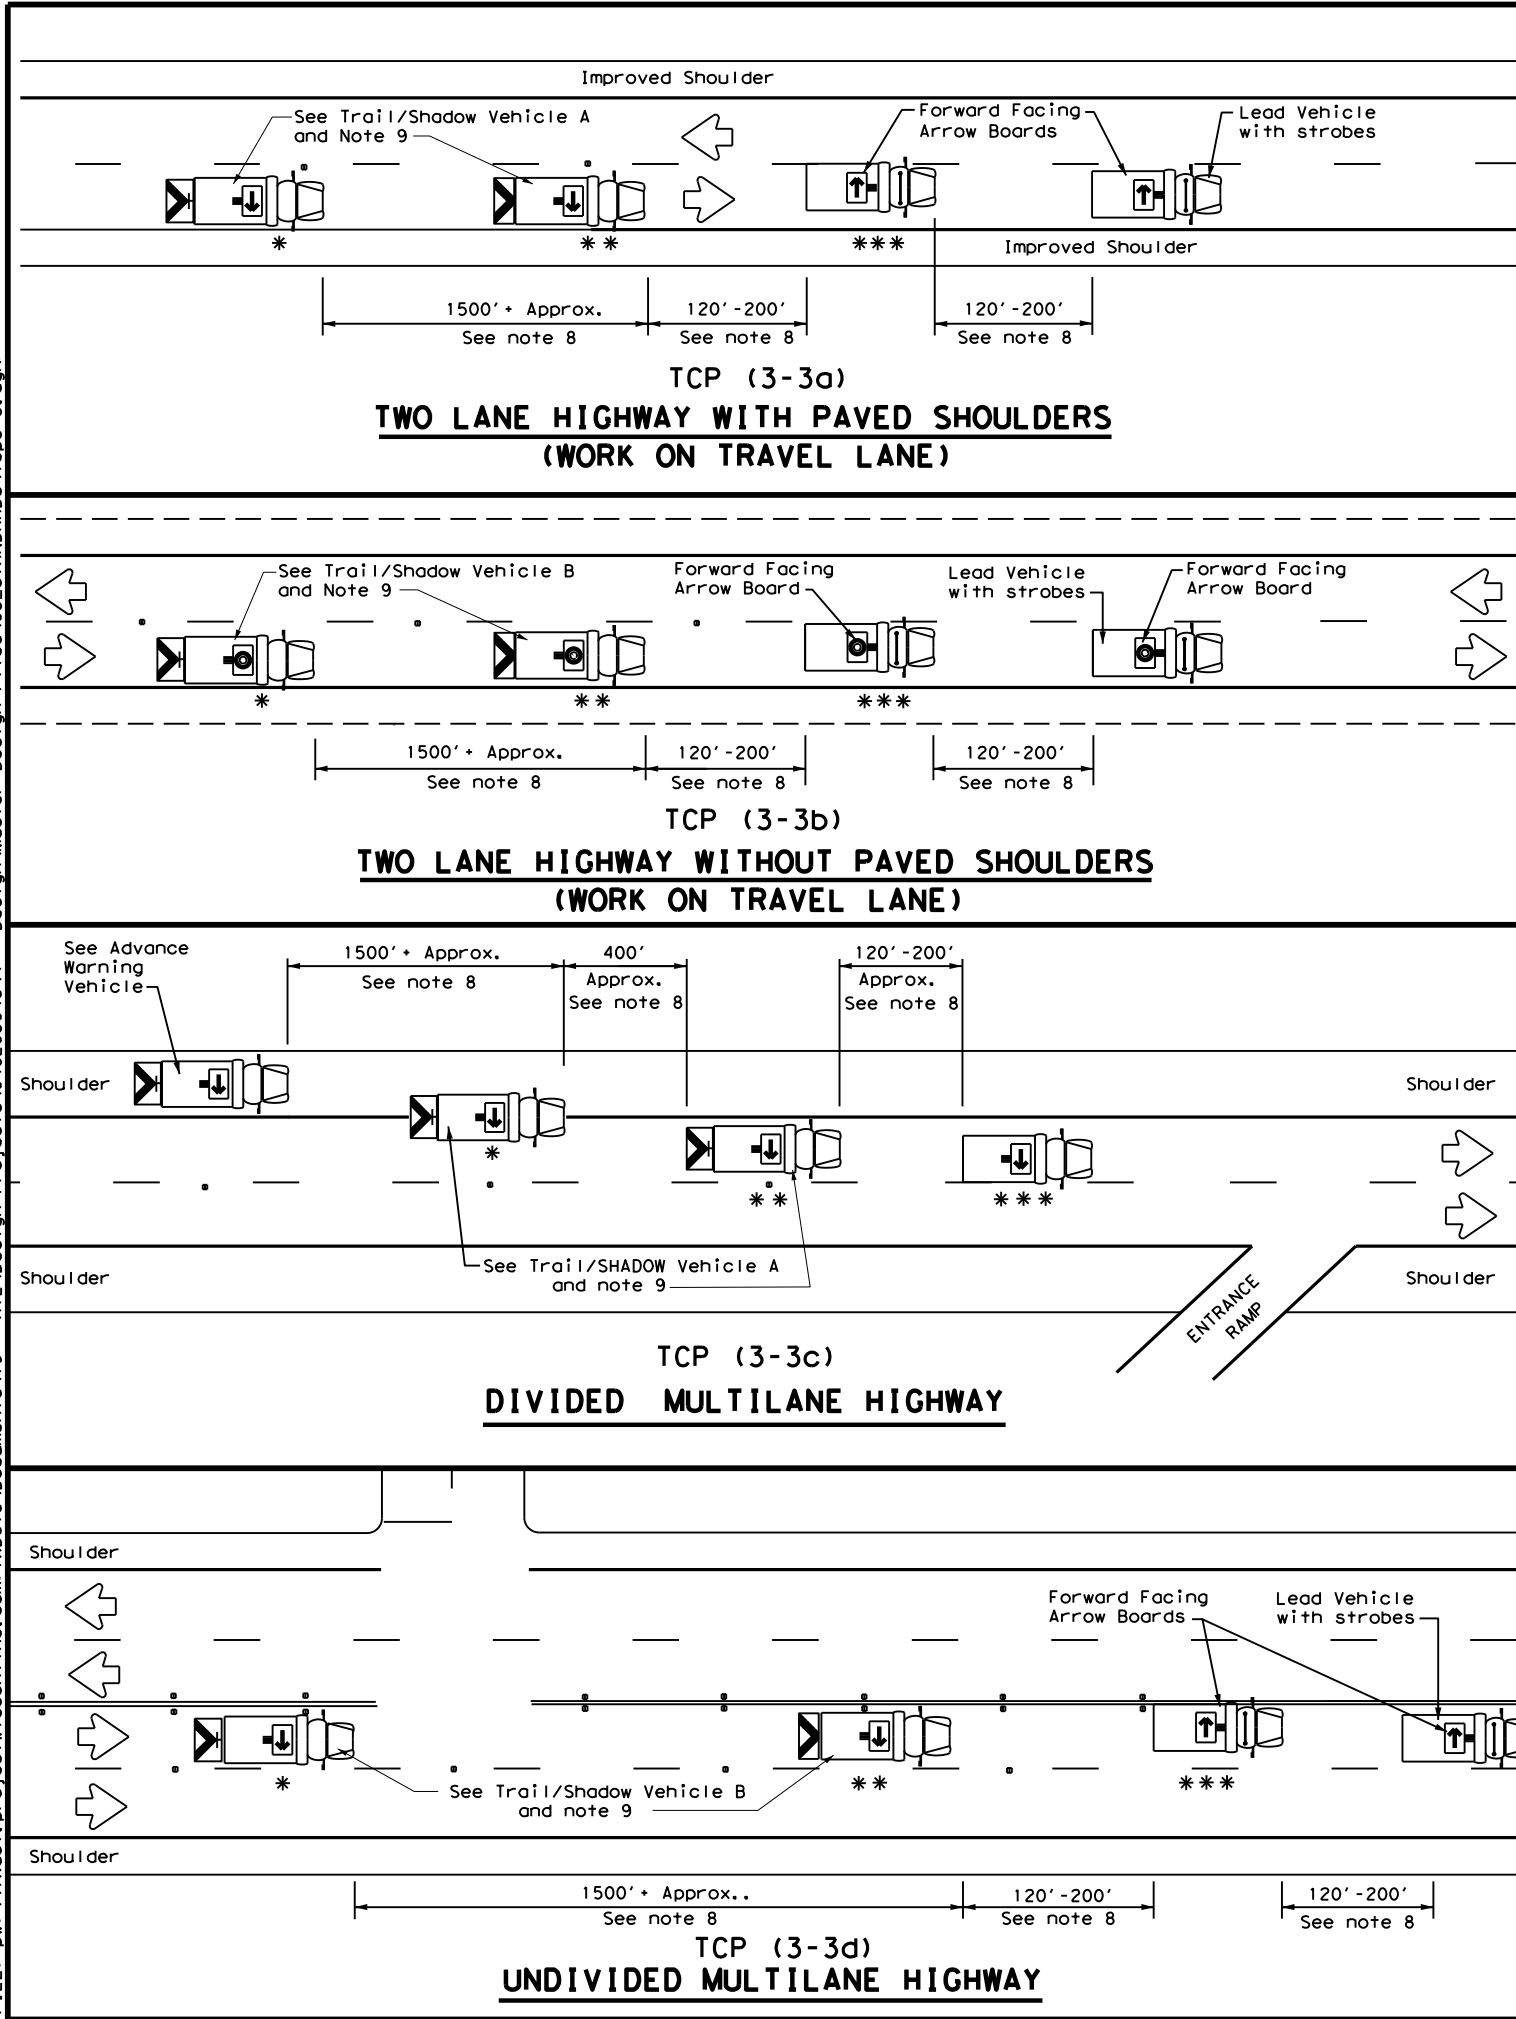 Improved Shoulder
See Trail/Shadow Vehicle A
and Note 9
Forward Facing
Arrow Boards
Lead Vehicle
with strobes
*
**
***
Improved Shoulder
1500'+ Approx.
See note 8
120'-200'
See note 8
120'-200'
See note 8
TCP (3-3a)
TWO LANE HIGHWAY WITH PAVED SHOULDERS
(WORK ON TRAVEL LANE)
See Trail/Shadow Vehicle B
and Note 9
Forward Facing
Arrow Board
Lead Vehicle
with strobes
Forward Facing
Arrow Board
*
**
***
1500'+ Approx.
See note 8
120'-200'
See note 8
120'-200'
See note 8
TCP (3-3b)
TWO LANE HIGHWAY WITHOUT PAVED SHOULDERS
(WORK ON TRAVEL LANE)
See Advance
Warning
Vehicle
1500'+ Approx.
See note 8
400'
Approx.
See note 8
120'-200'
Approx.
See note 8
Shoulder
Shoulder
*
**
***
See Trail/SHADOW Vehicle A
and note 9
Shoulder
Shoulder
ENTRANCE
RAMP
TCP (3-3c)
DIVIDED MULTILANE HIGHWAY
Shoulder
Forward Facing
Arrow Boards
Lead Vehicle
with strobes
*
**
***
See Trail/Shadow Vehicle B
and note 9
Shoulder
1500'+ Approx..
See note 8
120'-200'
See note 8
120'-200'
See note 8
TCP (3-3d)
UNDIVIDED MULTILANE HIGHWAY